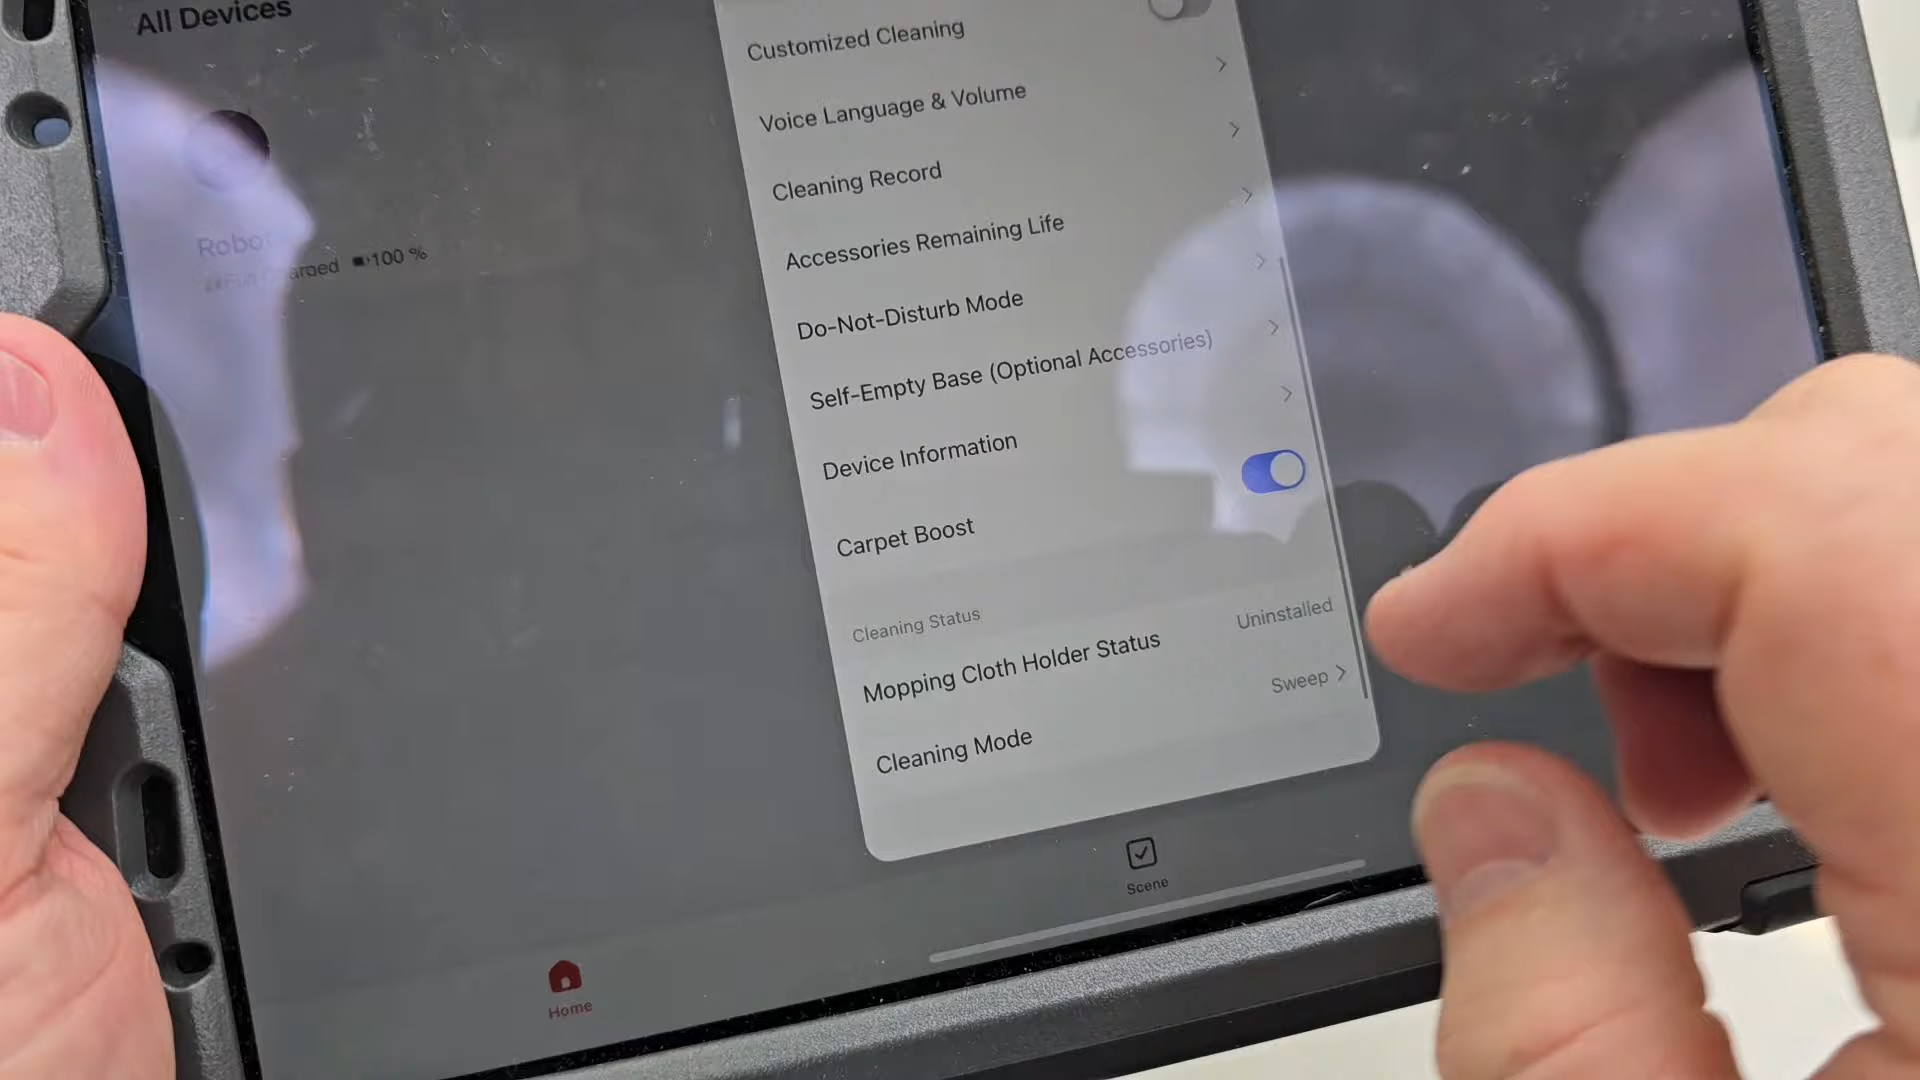 All Devices
Robot
Charged 100 %
Customized Cleaning
Voice Language & Volume
Cleaning Record
Accessories Remaining Life
Do-Not-Disturb Mode
Self-Empty Base (Optional Accessories)
Device Information
Carpet Boost
Cleaning Status
Mopping Cloth Holder Status Uninstalled
Cleaning Mode Sweep
Home
Scene